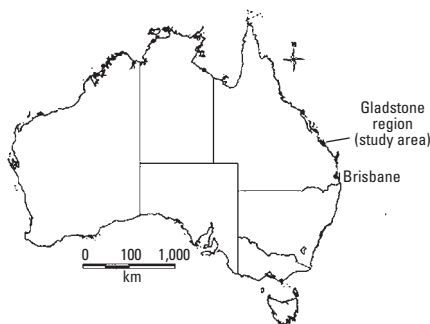 Gladstone
region
(study area)
Brisbane
0 100 1,000
km